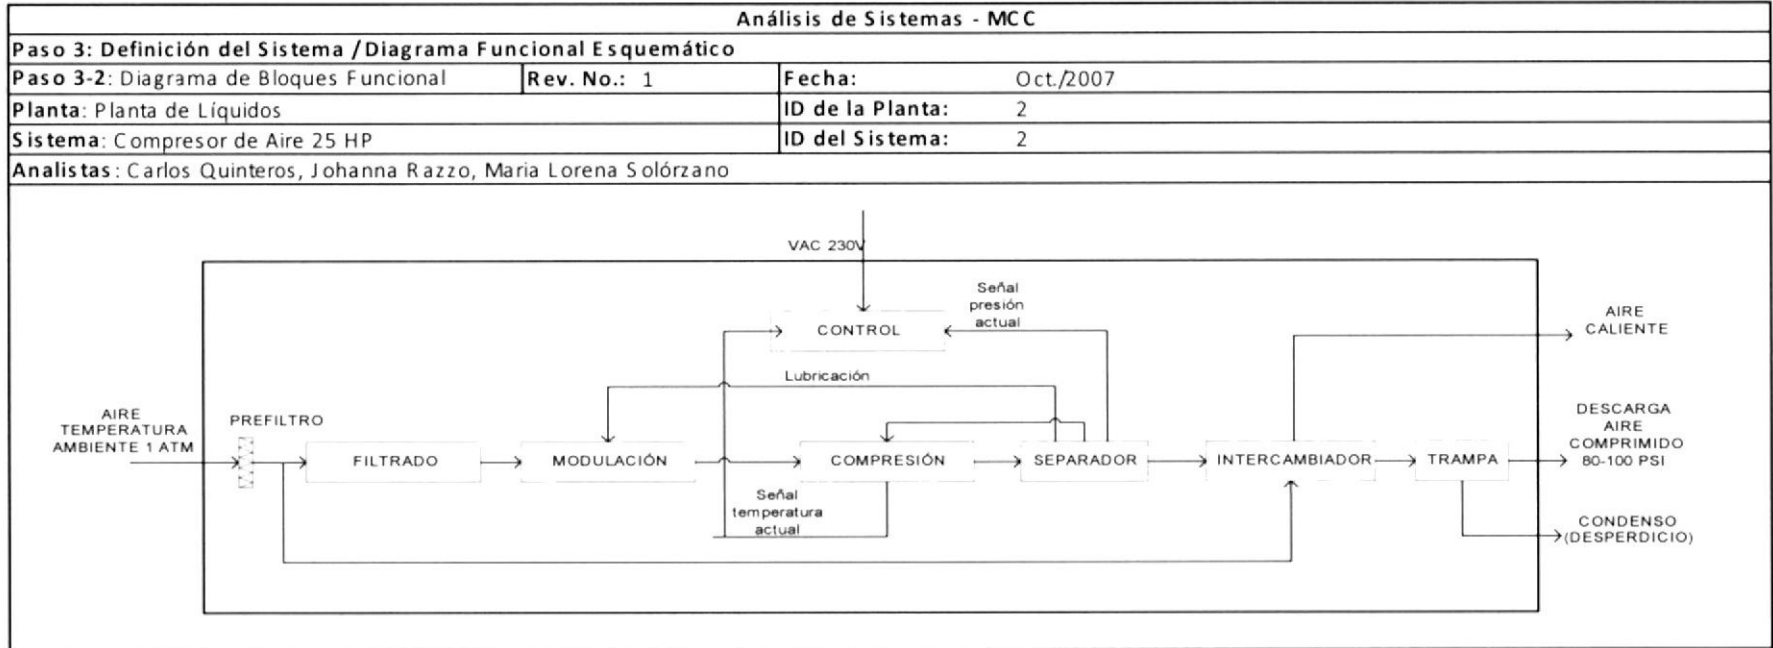 Análisis de Sistemas - MCC
Paso 3: Definición del Sistema /Diagrama Funcional Esquemático
Paso 3-2: Diagrama de Bloques Funcional Rev. No.: 1 Fecha: Oct./2007
Planta: Planta de Líquidos ID de la Planta: 2
Sistema: Compresor de Aire 25 HP ID del Sistema: 2
Analistas: Carlos Quinteros, Johanna Razzo, Maria Lorena Solórzano
VAC 230V
Señal
presión
actual
CONTROL
AIRE
CALIENTE
Lubricación
AIRE
TEMPERATURA
AMBIENTE 1 ATM
PREFILTRO
FILTRADO
MODULACIÓN
COMPRESIÓN
SEPARADOR
INTERCAMBIADOR
TRAMPA
DESCARGA
AIRE
COMPRIMIDO
80-100 PSI
Señal
temperatura
actual
CONDENSO
(DESPERDICIO)